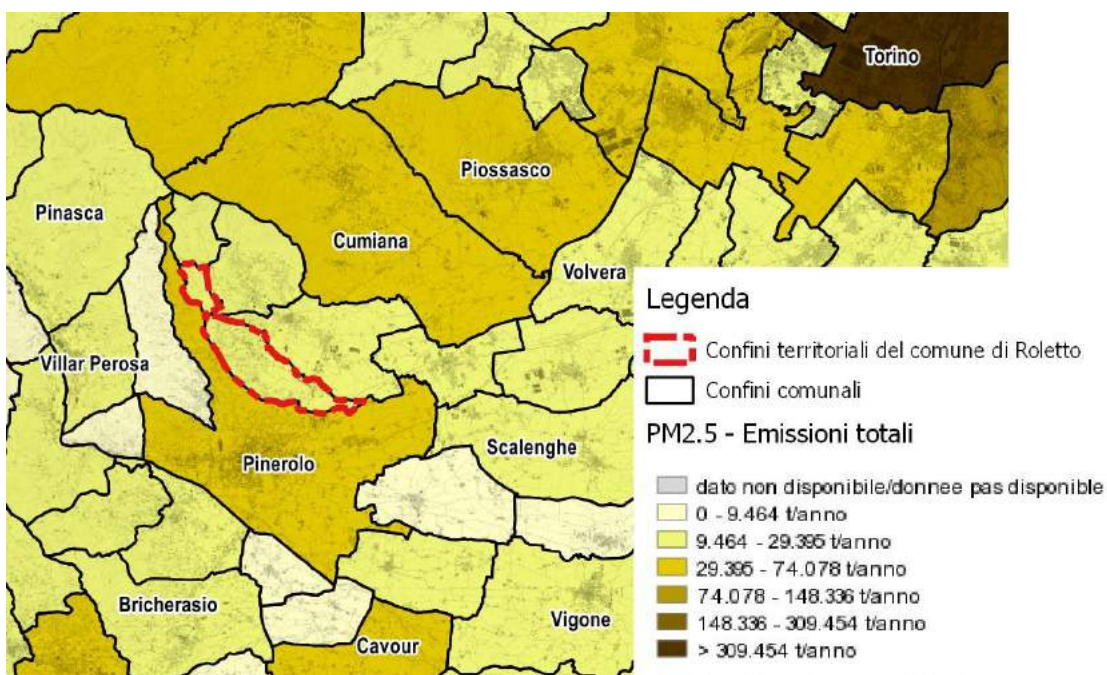 Torino
Piossasco
Pinasca
Cumiana
Volvera
Villar Perosa
Scalenghe
Pinerolo
Bricherasio
Vigone
Cavour
Legenda
Confini territoriali del comune di Roletto
Confini comunali
PM2.5 - Emissioni totali
dato non disponibile/donnee pas disponible
0 - 9.464 t/anno
9.464 - 29.395 t/anno
29.395 - 74.078 t/anno
74.078 - 148.336 t/anno
148.336 - 309.454 t/anno
> 309.454 t/anno